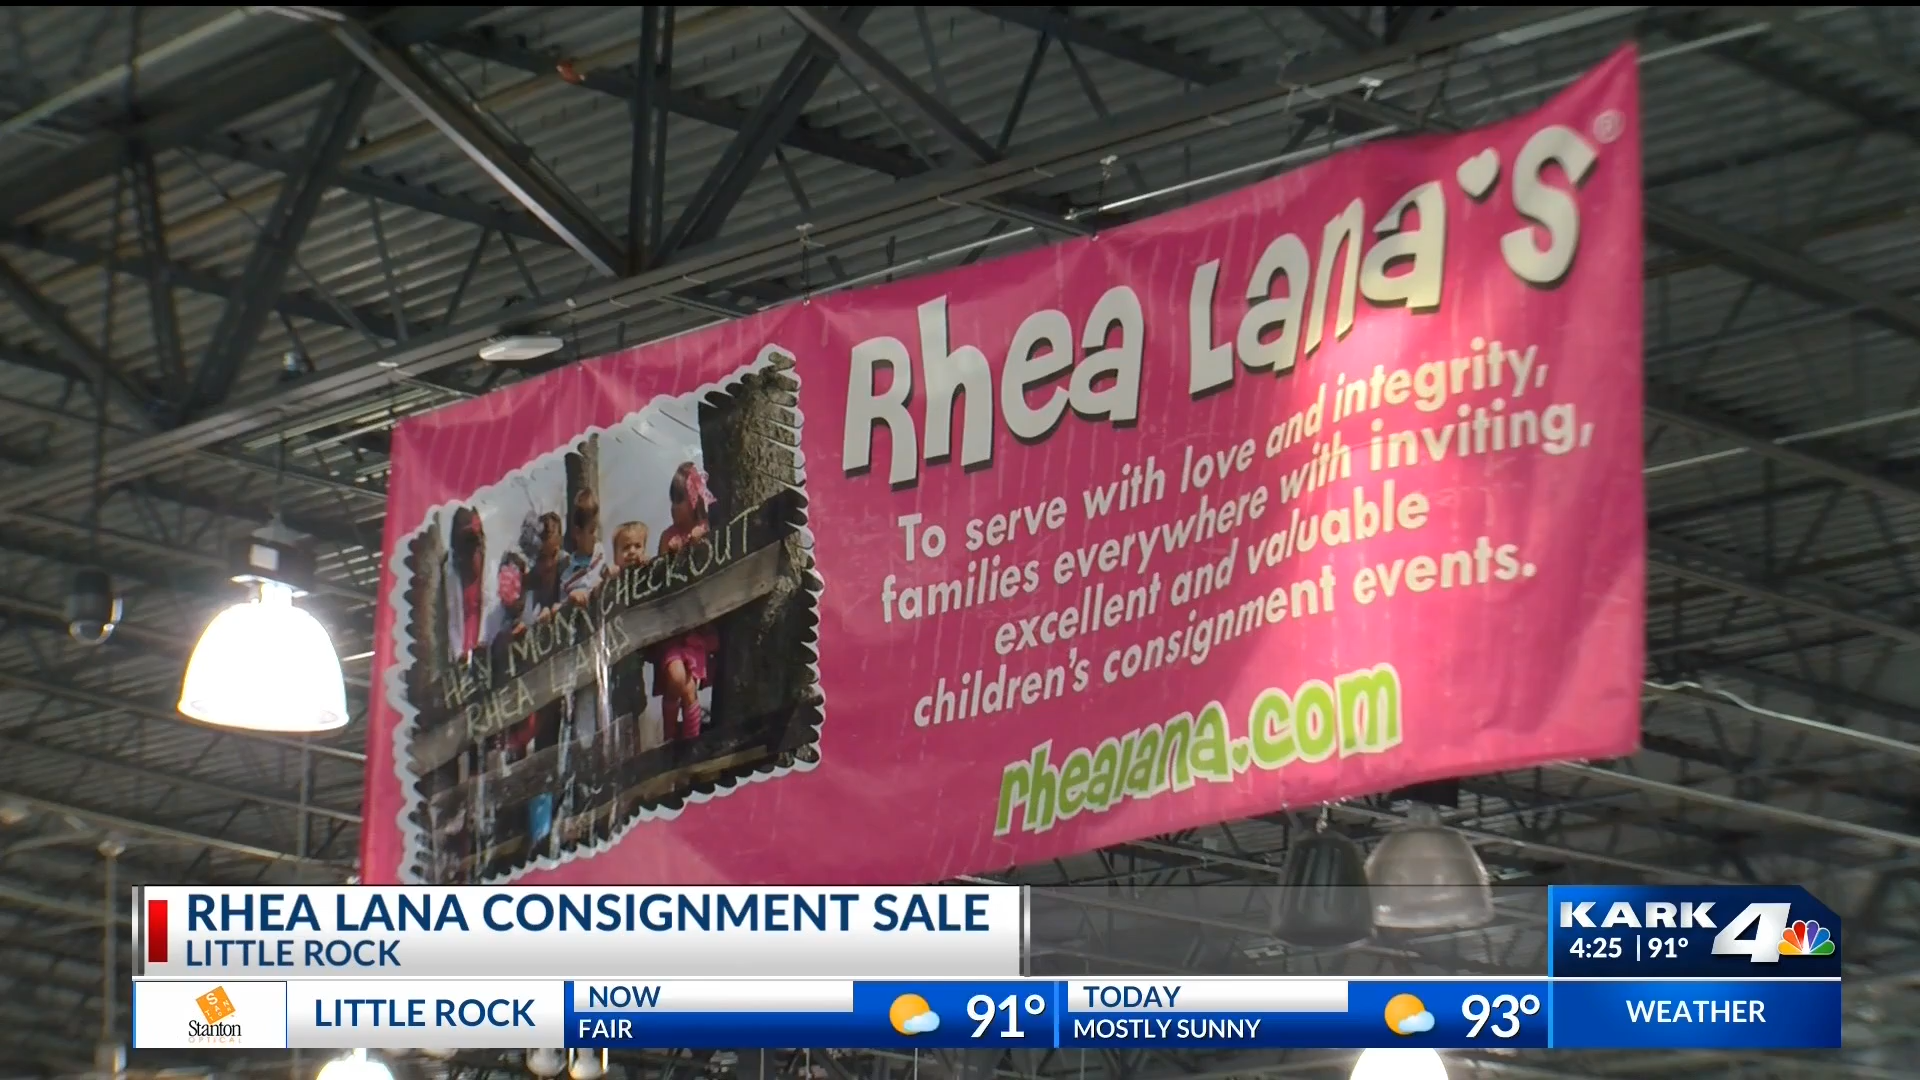 Rhea Lana's®
To serve with love and integrity,
families everywhere with inviting,
excellent and valuable
children's consignment events.
rhealana.com
HEY MOM CHECKOUT
RHEA LANAS
RHEA LANA CONSIGNMENT SALE
LITTLE ROCK
KARK 4
4:25 | 91°
Stanton
OPTICAL
LITTLE ROCK
NOW
FAIR
91°
TODAY
MOSTLY SUNNY
93°
WEATHER